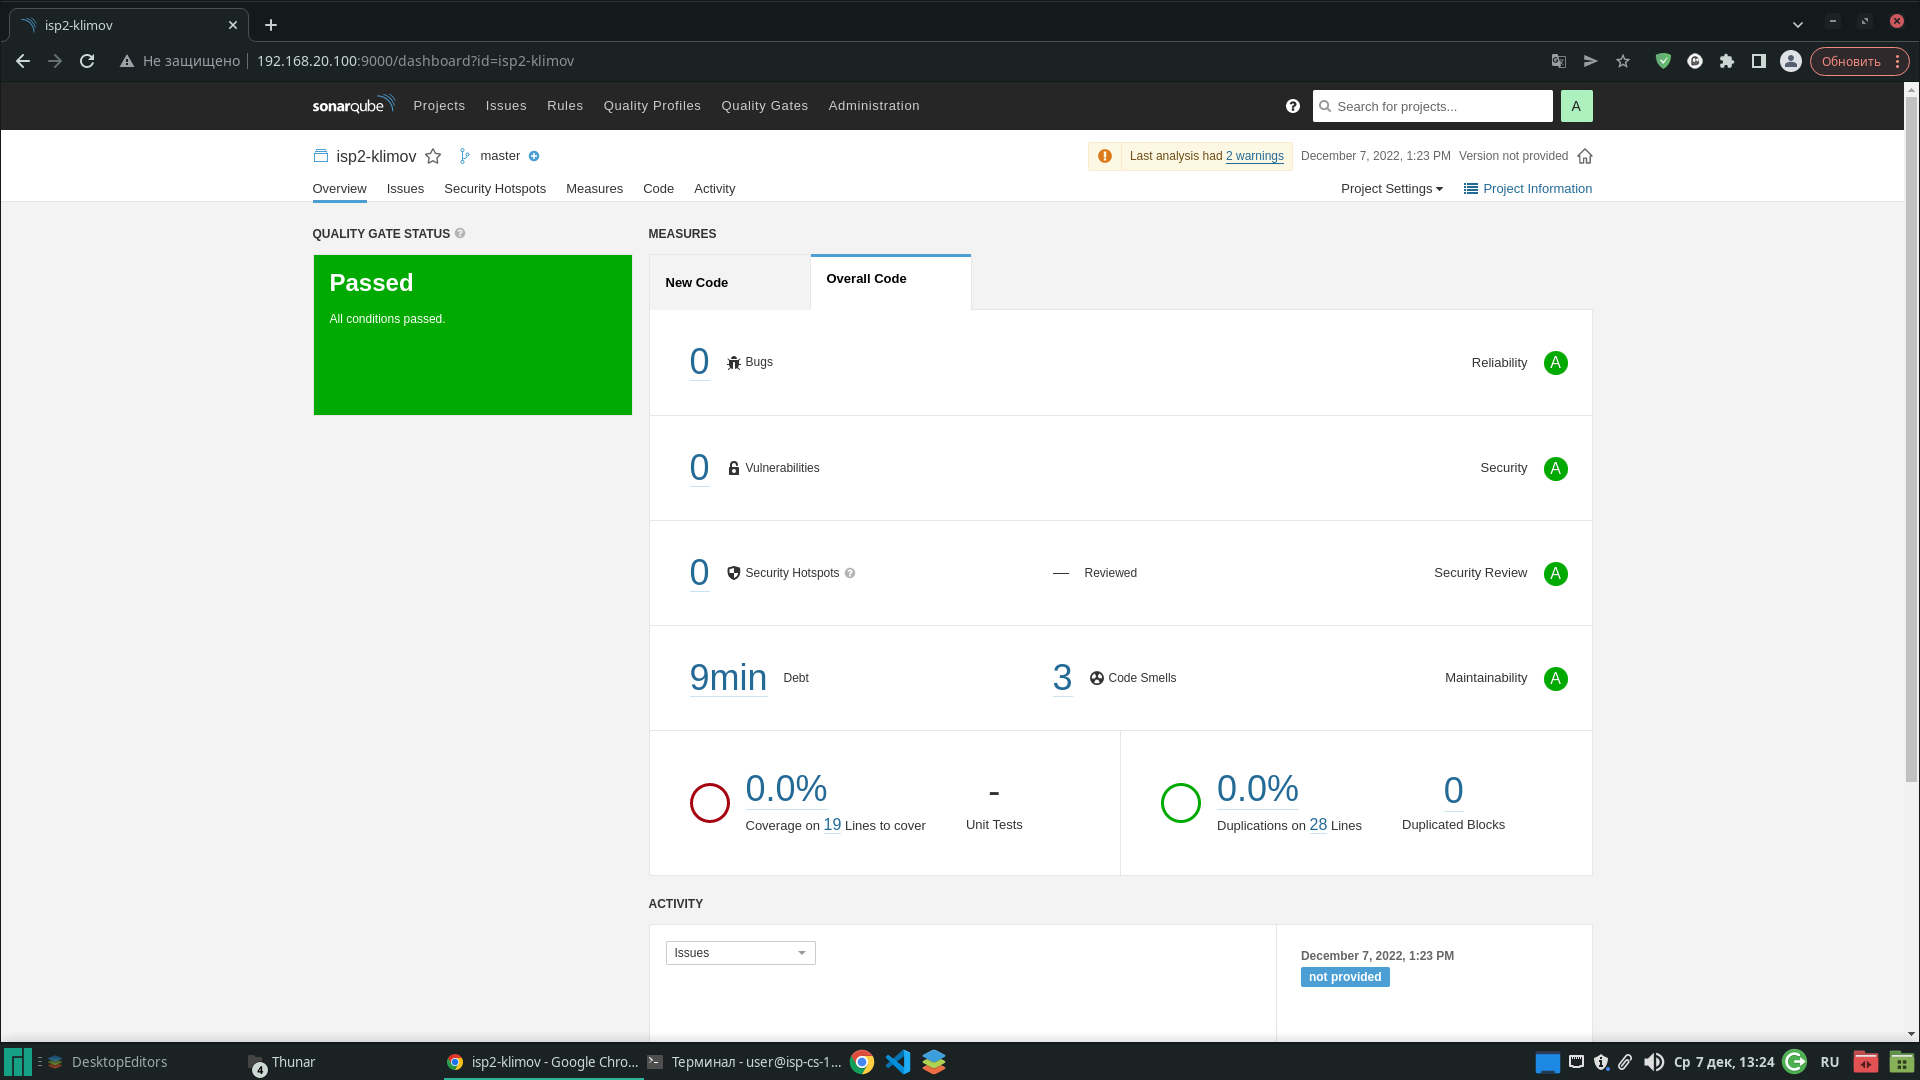 isp2-klimov
Не защищено 192.168.20.100:9000/dashboard?id=isp2-klimov Обновить
sonarqube Projects Issues Rules Quality Profiles Quality Gates Administration Search for projects... A
isp2-klimov master Last analysis had 2 warnings December 7, 2022, 1:23 PM Version not provided
Overview Issues Security Hotspots Measures Code Activity Project Settings Project Information
QUALITY GATE STATUS
Passed
All conditions passed.
MEASURES
New Code Overall Code
0 Bugs Reliability A
0 Vulnerabilities Security A
0 Security Hotspots — Reviewed Security Review A
9min Debt 3 Code Smells Maintainability A
0.0% - 0.0% 0
Coverage on 19 Lines to cover Unit Tests Duplications on 28 Lines Duplicated Blocks
ACTIVITY
Issues
December 7, 2022, 1:23 PM
not provided
DesktopEditors 4 Thunar isp2-klimov - Google Chro... Терминал - user@isp-cs-1... Ср 7 дек, 13:24 RU